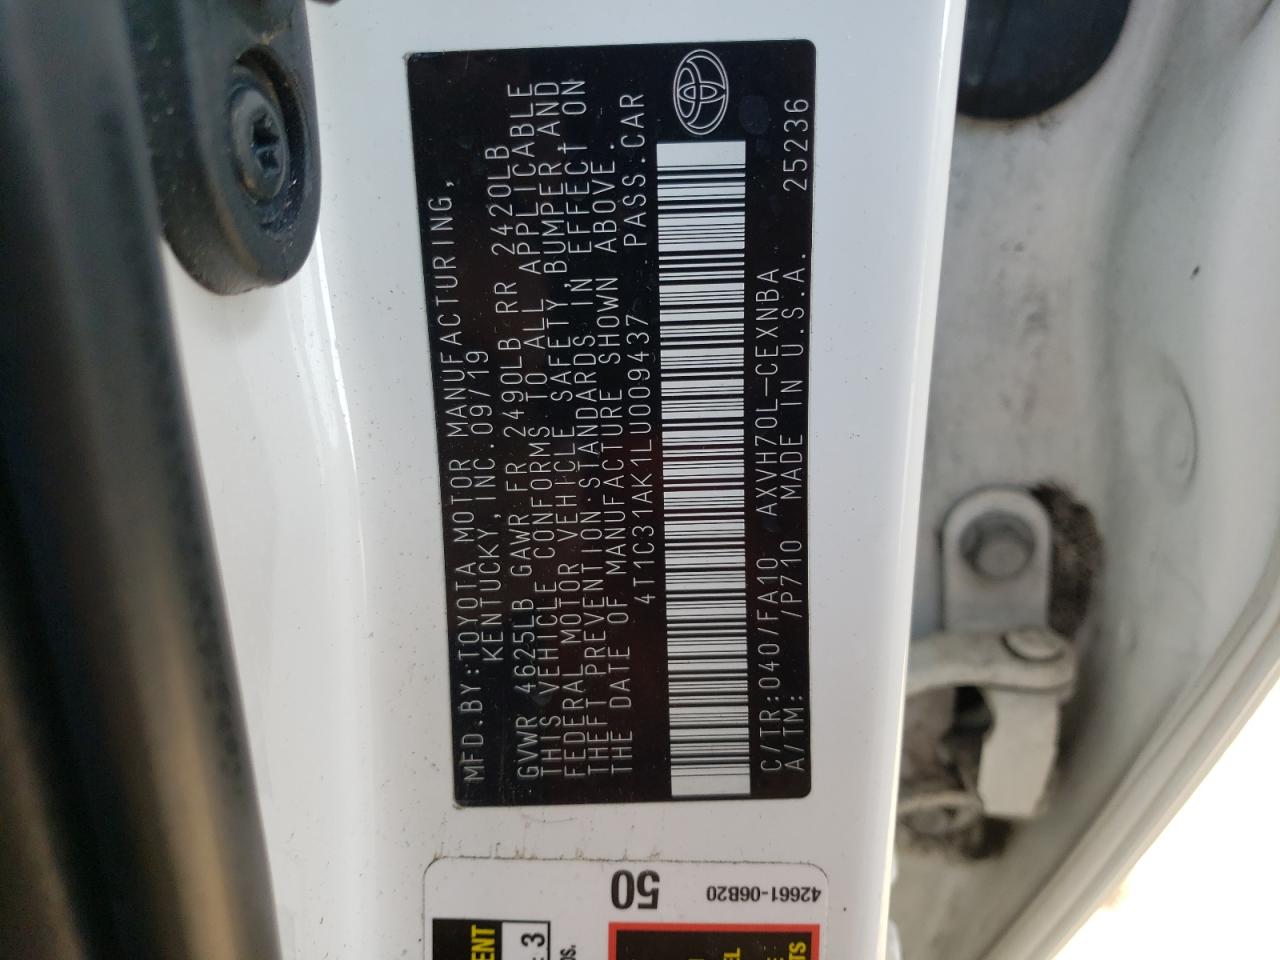 MFD.BY:TOYOTA MOTOR MANUFACTURING,
KENTUCKY,INC.09/19
GVWR 4625LB GAWR FR 2490LB RR 2420LB
THIS VEHICLE CONFORMS TO ALL APPLICABLE
FEDERAL MOTOR VEHICLE SAFETY,BUMPER,AND
THEFT PREVENTION STANDARDS IN EFFECT ON
THE DATE OF MANUFACTURE SHOWN ABOVE.
4T1C31AK1LU009437 PASS.CAR
C/TR:040/FA10 AXVH70L-CEXNBA
A/TM: /P710 MADE IN U.S.A. 25236
50
42661-06B20
3